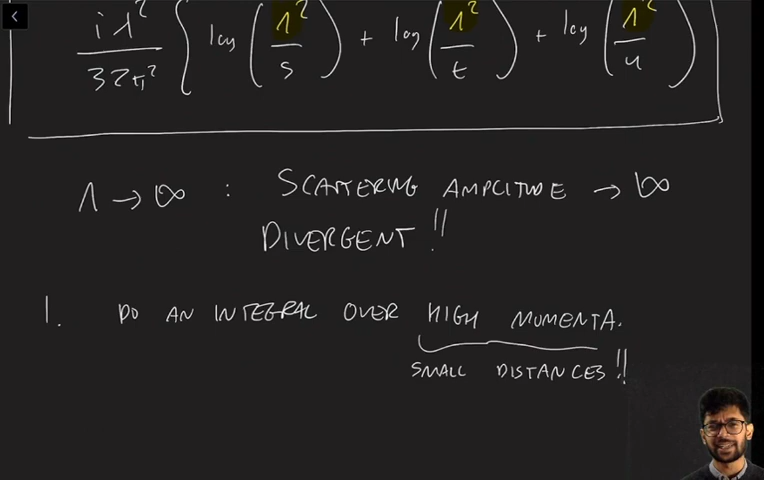 iλ²/32π² { log (Λ²/s) + log (Λ²/t) + log (Λ²/u)
Λ → ∞ : SCATTERING AMPLITUDE → ∞
DIVERGENT!!
1. DO AN INTEGRAL OVER HIGH MOMENTA.
SMALL DISTANCES!!